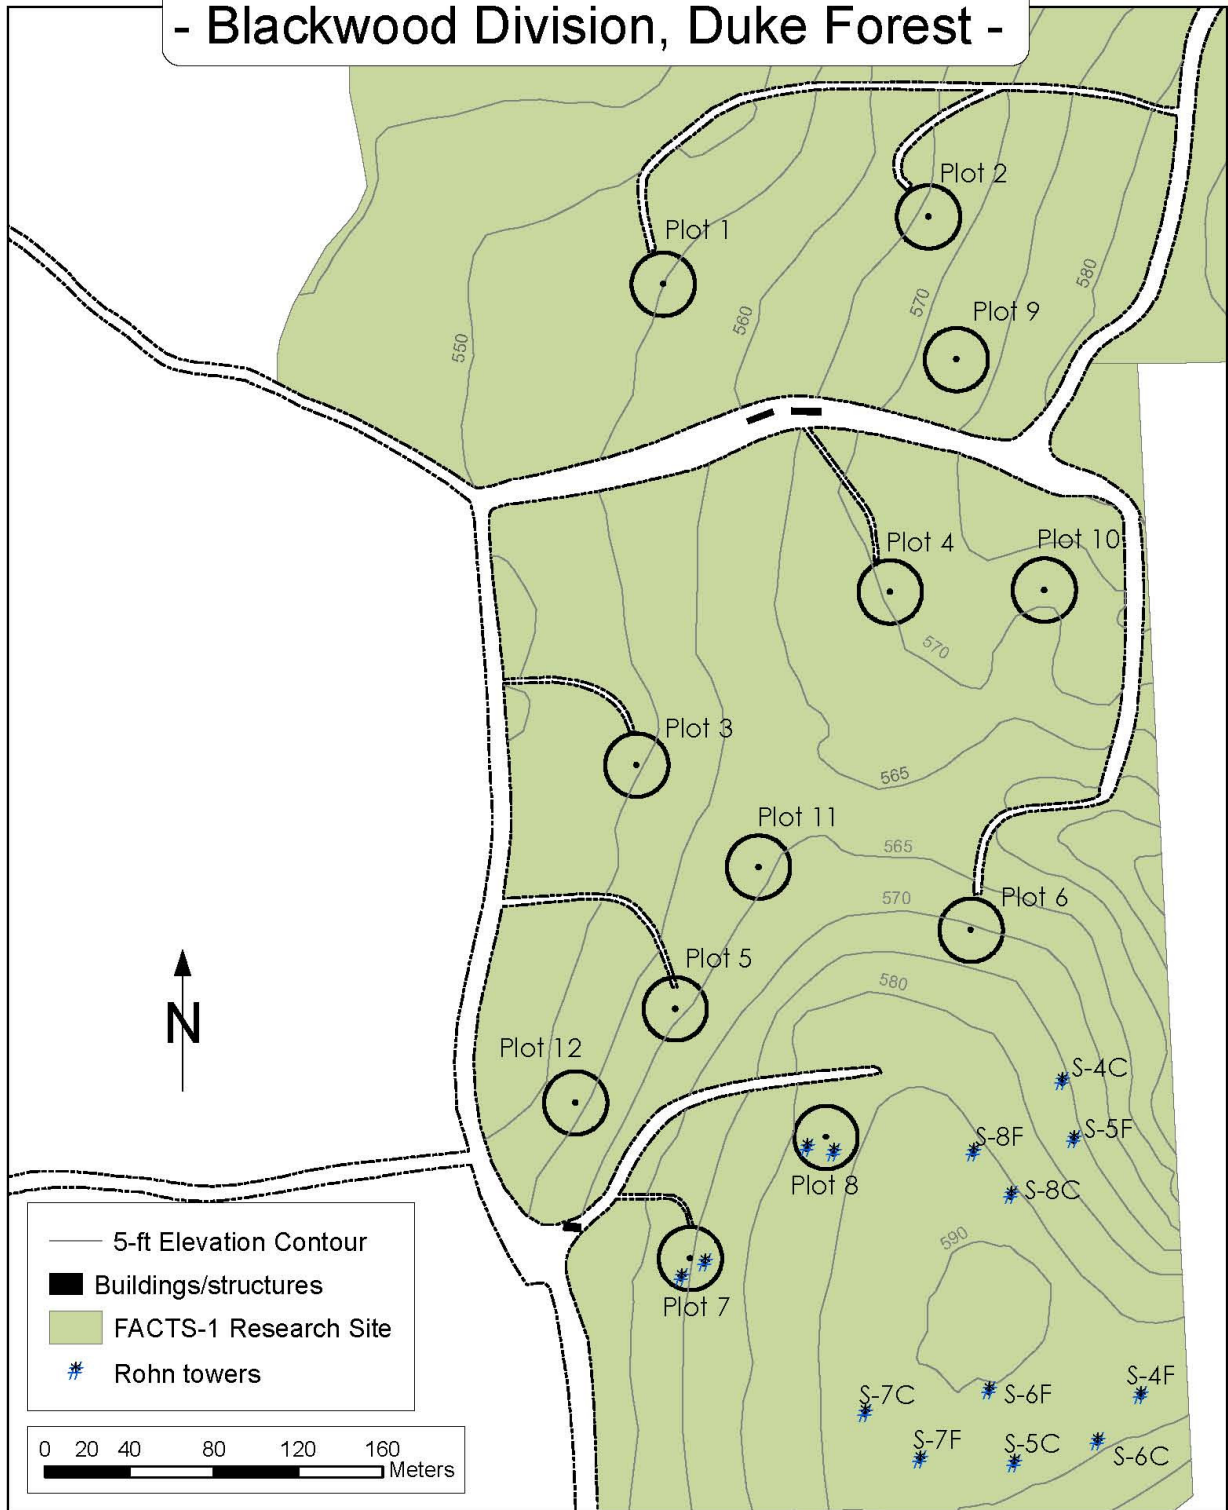 - Blackwood Division, Duke Forest -
Plot 2
Plot 1
580
570
Plot 9
560
550
Plot 4
Plot 10
570
Plot 3
565
Plot 11
565
570
Plot 6
Plot 5
580
N
Plot 12
S-4C
S-8F
S-5F
Plot 8
S-8C
590
Plot 7
5-ft Elevation Contour
Buildings/structures
FACTS-1 Research Site
Rohn towers
S-7C
S-6F
S-4F
S-7F
S-5C
S-6C
0 20 40 80 120 160
Meters